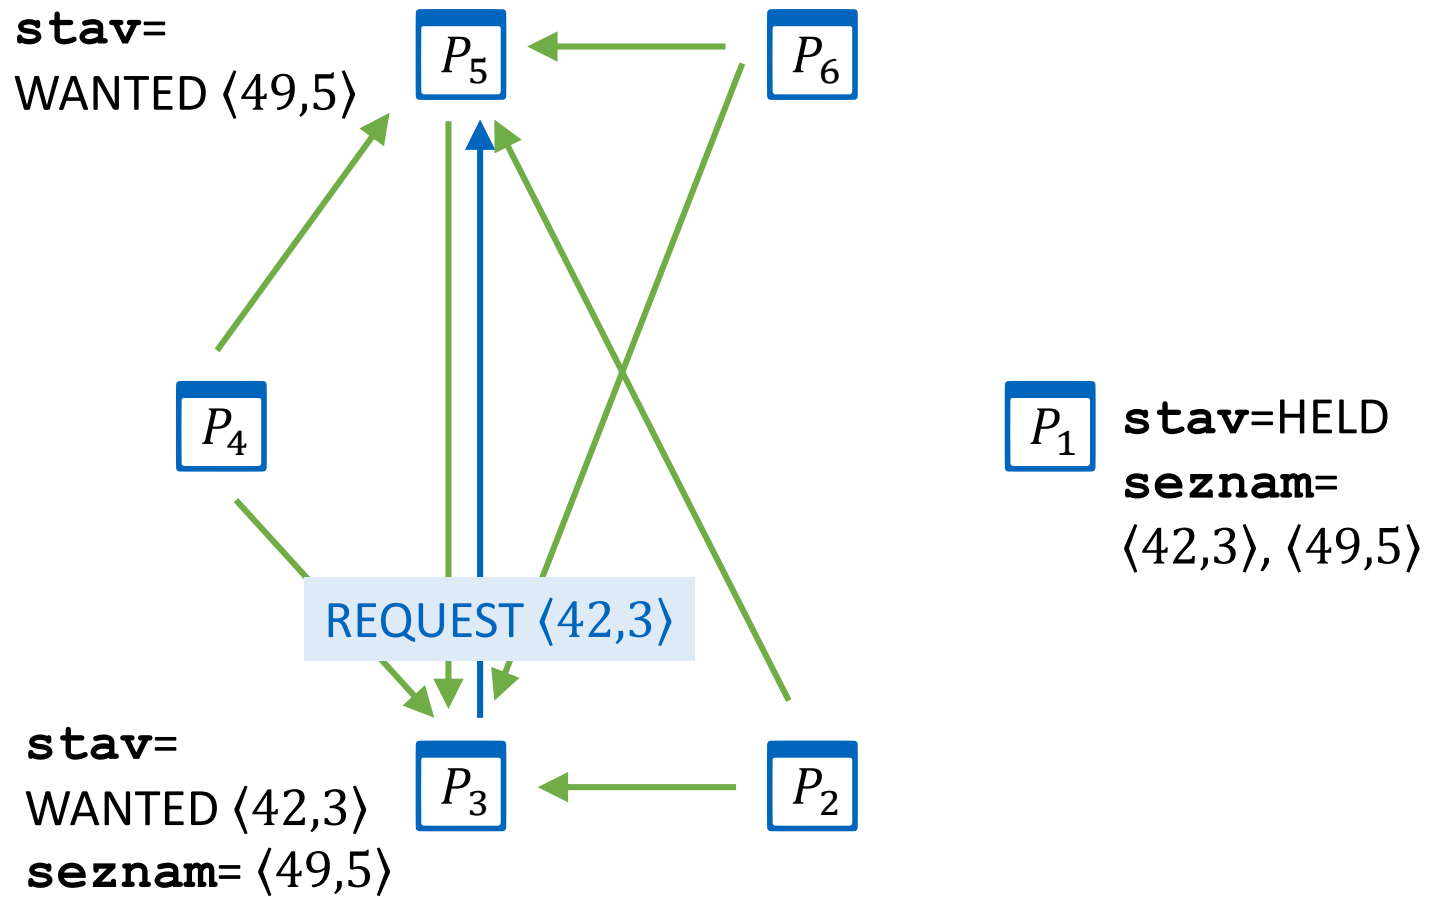 stav=
WANTED ⟨49,5⟩
P₅
P₆
P₄
P₁
stav=HELD
seznam=
⟨42,3⟩, ⟨49,5⟩
REQUEST ⟨42,3⟩
stav=
WANTED ⟨42,3⟩
seznam= ⟨49,5⟩
P₃
P₂